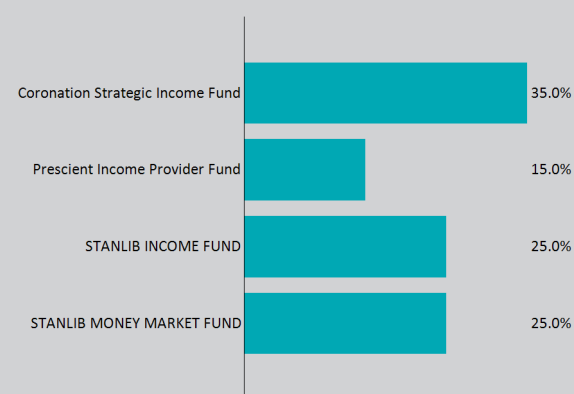 Coronation Strategic Income Fund 35.0%
Prescient Income Provider Fund 15.0%
STANLIB INCOME FUND 25.0%
STANLIB MONEY MARKET FUND 25.0%